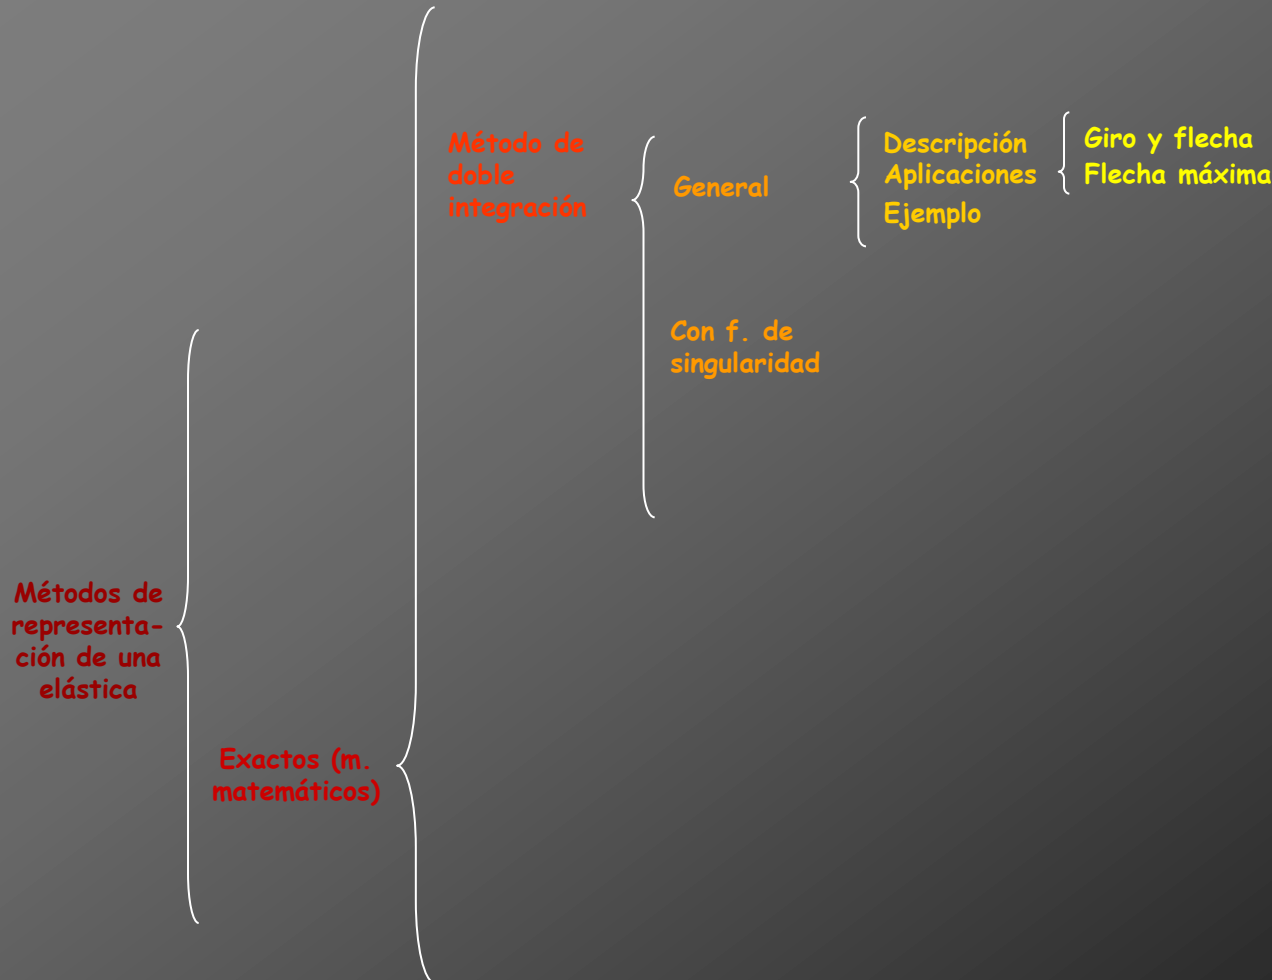 Métodos de
representa-
ción de una
elástica
Exactos (m.
matemáticos)
Método de
doble
integración
General
Descripción
Aplicaciones
Ejemplo
Giro y flecha
Flecha máxima
Con f. de
singularidad